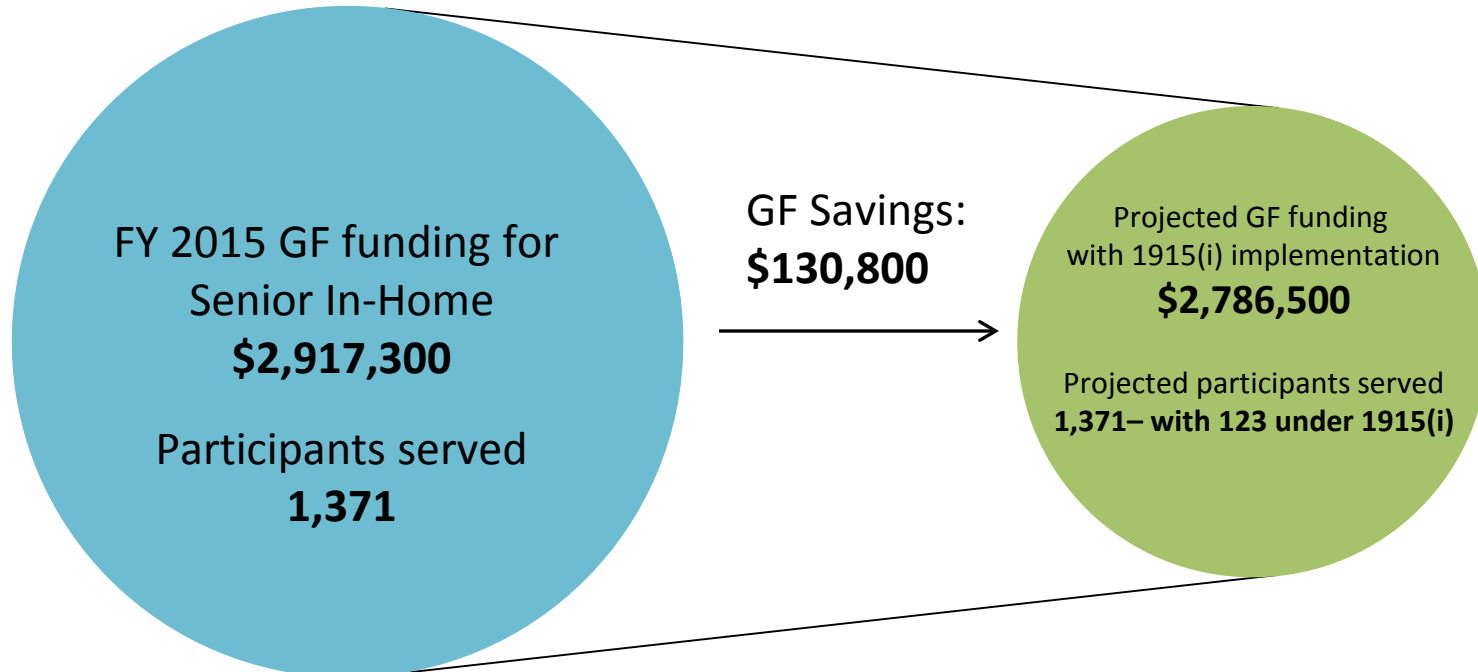 FY 2015 GF funding for
Senior In-Home
$2,917,300
Participants served
1,371
GF Savings:
$130,800
Projected GF funding
with 1915(i) implementation
$2,786,500
Projected participants served
1,371– with 123 under 1915(i)